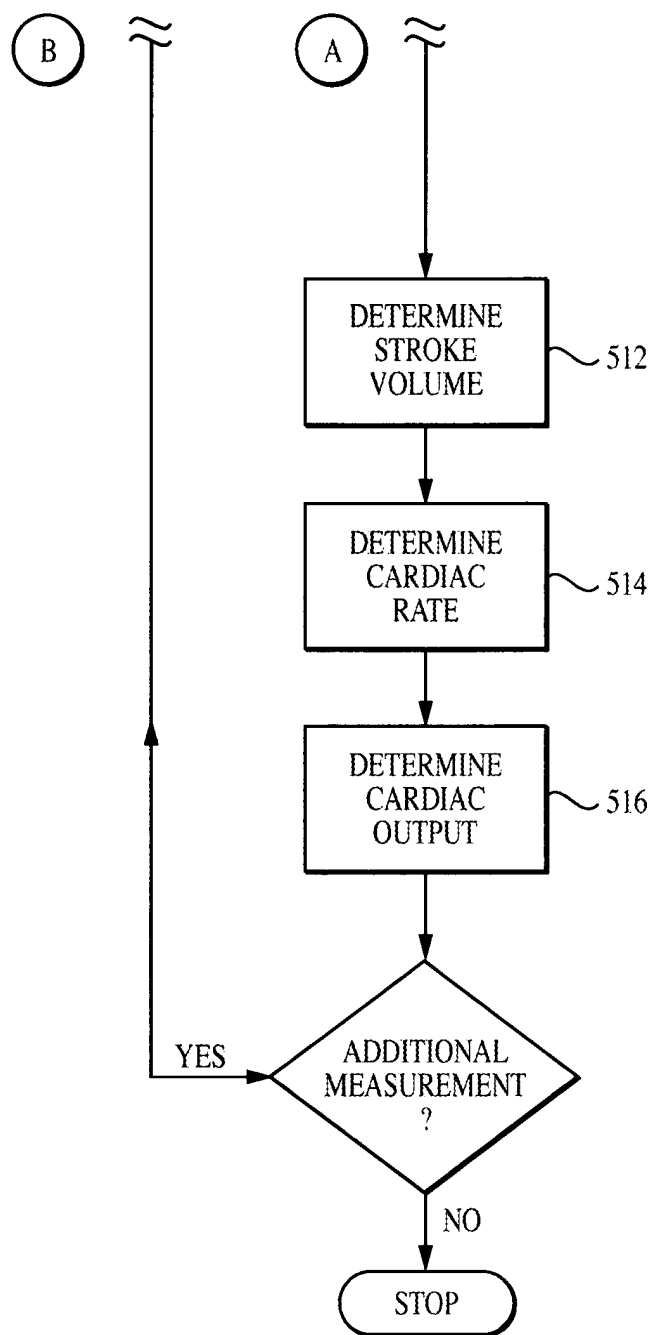 B
A
DETERMINE
STROKE
VOLUME
512
DETERMINE
CARDIAC
RATE
514
DETERMINE
CARDIAC
OUTPUT
516
YES
ADDITIONAL
MEASUREMENT
?
NO
STOP